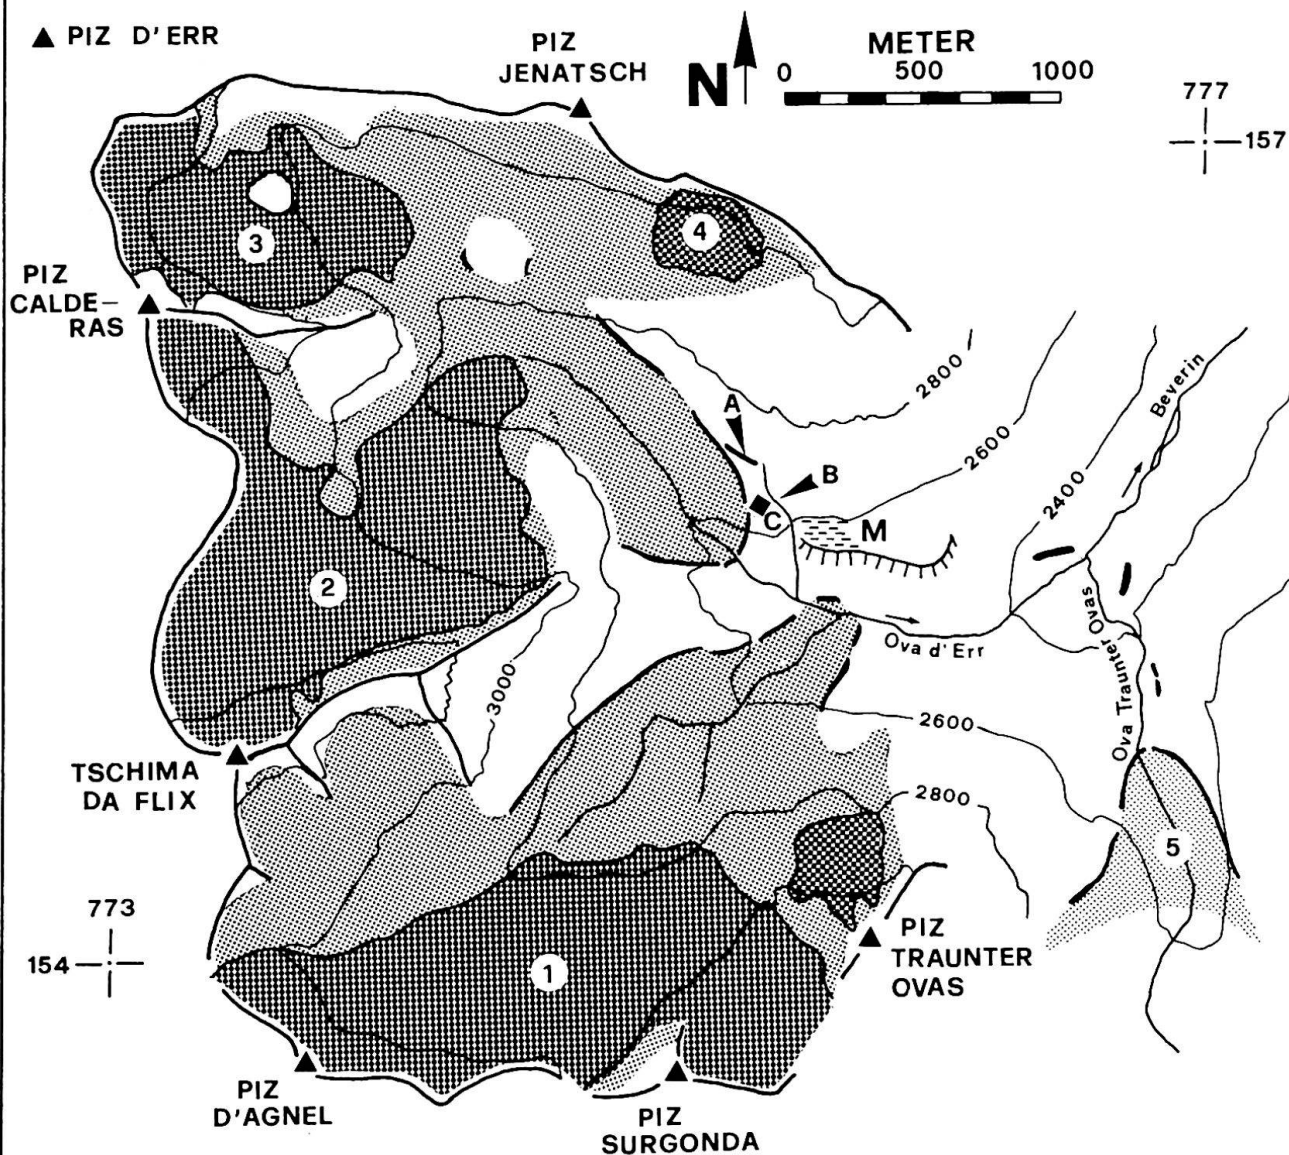 PIZ D'ERR
PIZ
JENATSCH
N
METER
0 500 1000
777
157
3
4
PIZ
CALDE-
RAS
2800
A
2600
B
C
M
2400
Beverin
2
Ova d'Err
Ova Traunter Ovas
3000
2600
TSCHIMA
DA FLIX
2800
5
773
154
1
PIZ
TRAUNTER
OVAS
PIZ
D'AGNEL
PIZ
SURGONDA